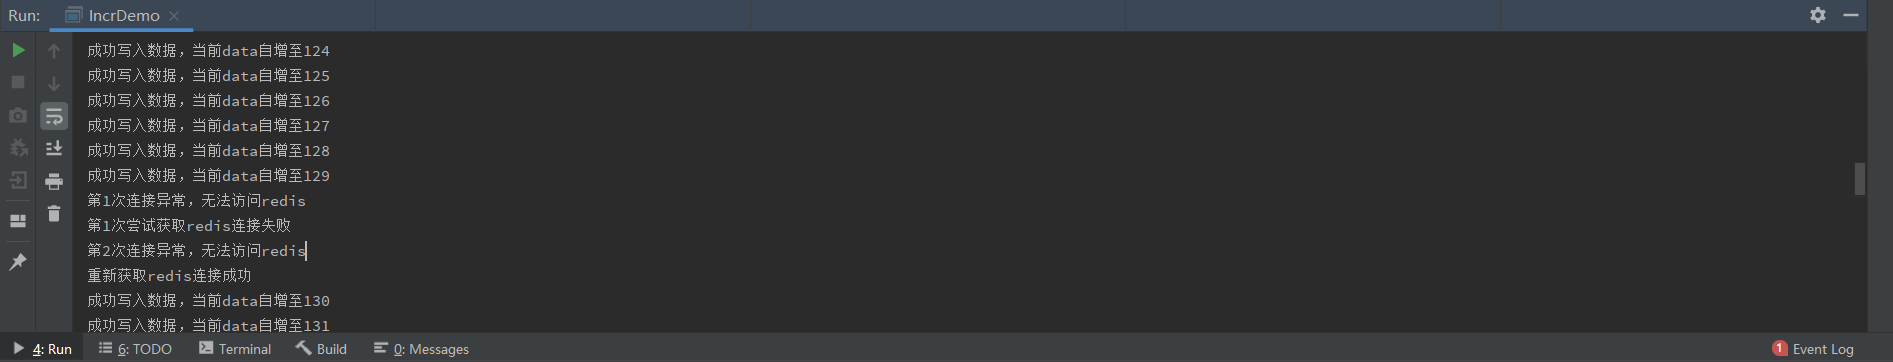 Run: IncrDemo
成功写入数据，当前data自增至124
成功写入数据，当前data自增至125
成功写入数据，当前data自增至126
成功写入数据，当前data自增至127
成功写入数据，当前data自增至128
成功写入数据，当前data自增至129
第1次连接异常，无法访问redis
第1次尝试获取redis连接失败
第2次连接异常，无法访问redis
重新获取redis连接成功
成功写入数据，当前data自增至130
成功写入数据，当前data自增至131
4: Run 6: TODO Terminal Build 0: Messages 1 Event Log